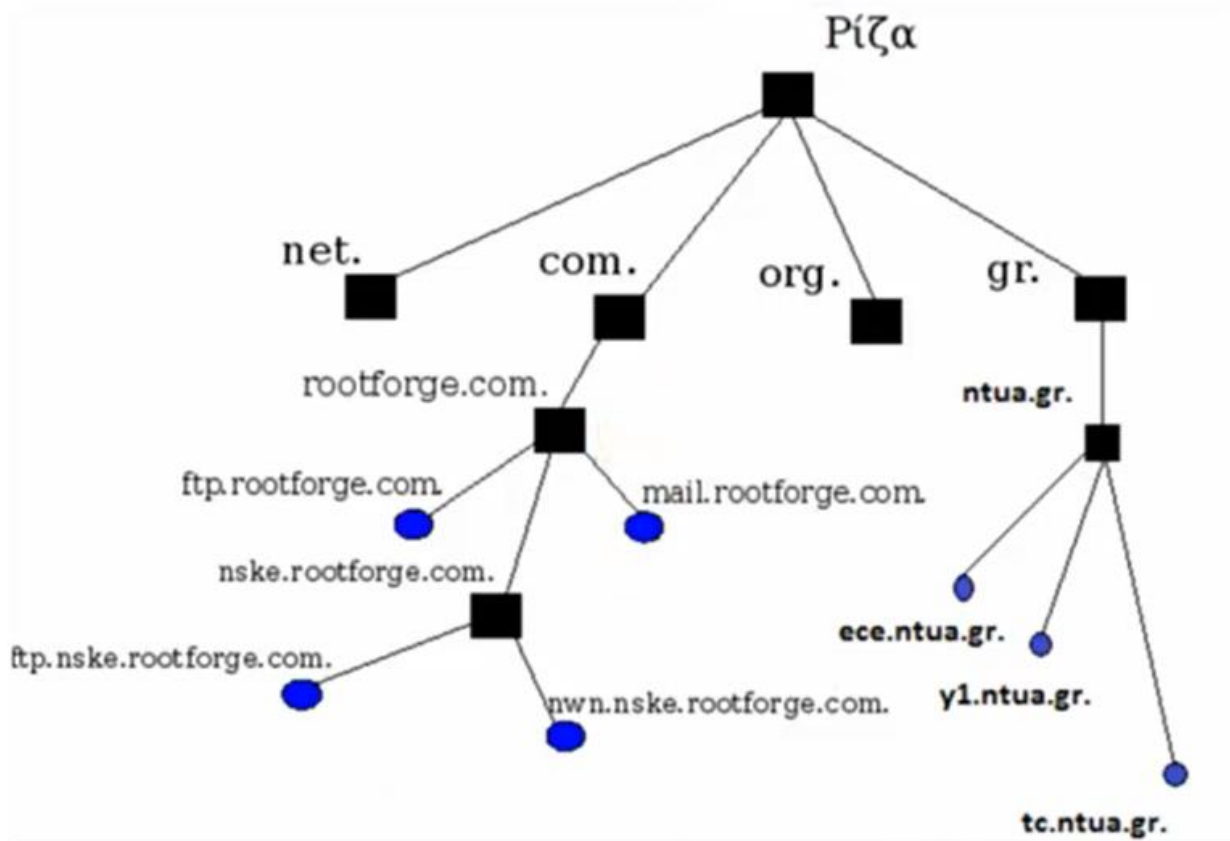 Ρίζα
net.
com.
org.
gr.
rootforge.com.
ntua.gr.
ftp.rootforge.com.
mail.rootforge.com.
nske.rootforge.com.
ece.ntua.gr.
ftp.nske.rootforge.com.
y1.ntua.gr.
nwn.nske.rootforge.com.
tc.ntua.gr.